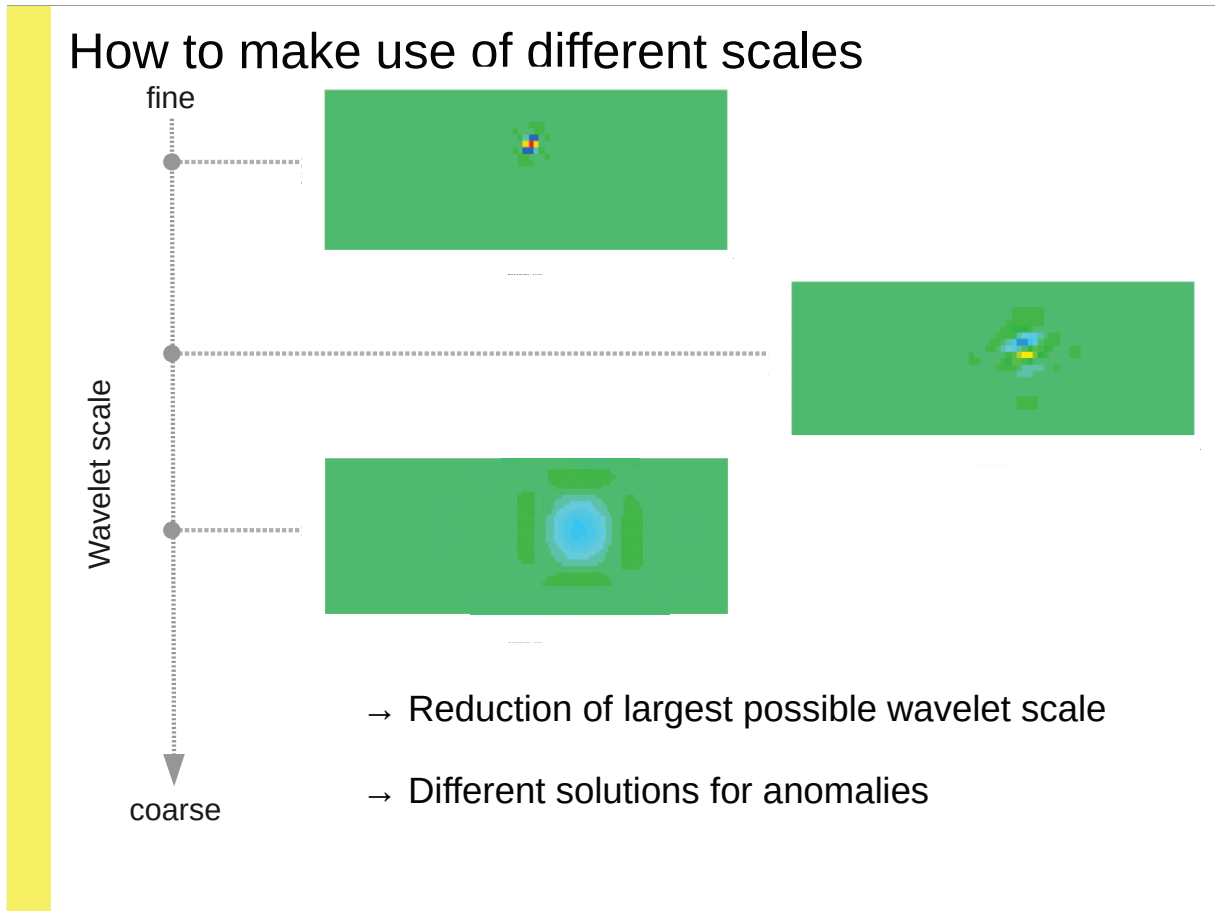 How to make use of different scales
fine
Wavelet scale
→ Reduction of largest possible wavelet scale
→ Different solutions for anomalies
coarse